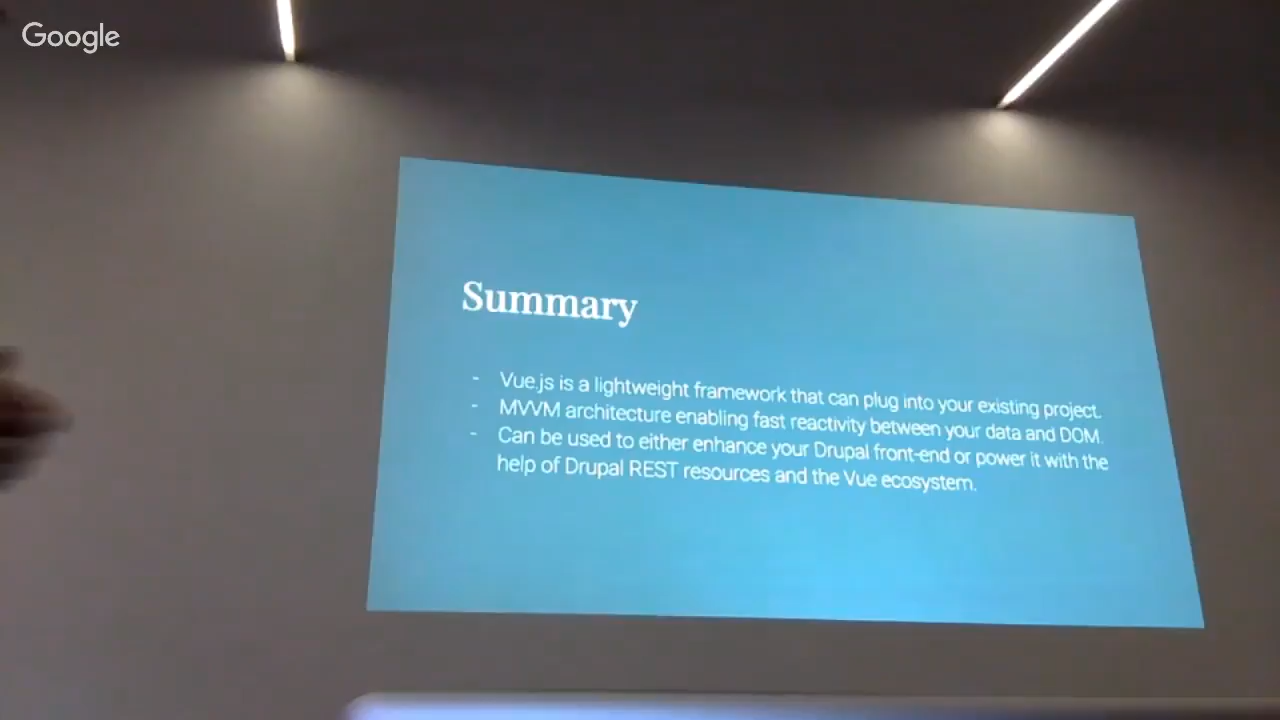 Google
Summary
- Vue.js is a lightweight framework that can plug into your existing project.
- MVVM architecture enabling fast reactivity between your data and DOM.
- Can be used to either enhance your Drupal front-end or power it with the
help of Drupal REST resources and the Vue ecosystem.